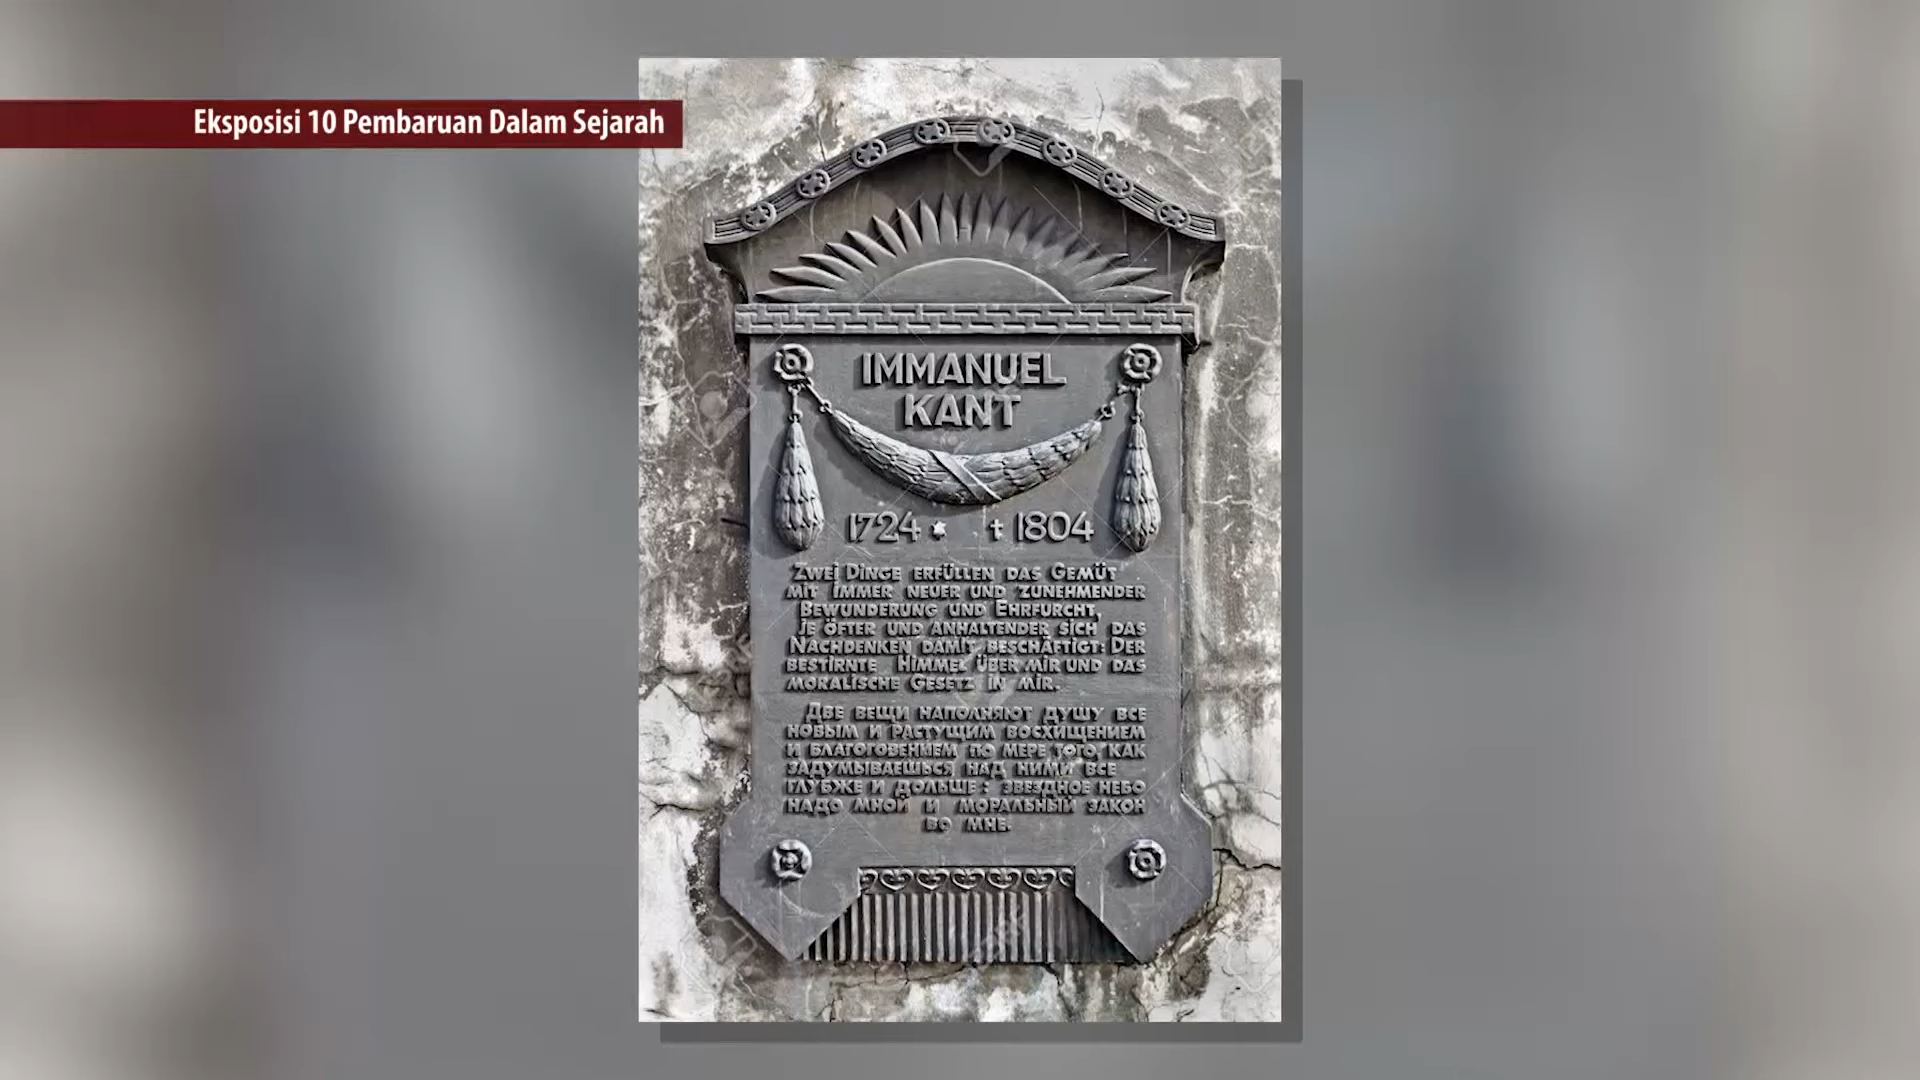 Eksposisi 10 Pembaruan Dalam Sejarah
IMMANUEL
KANT
1724 * † 1804
ZWEI DINGE ERFÜLLEN DAS GEMÜT
MIT IMMER NEUER UND ZUNEHMENDER
BEWUNDERUNG UND EHRFURCHT,
JE ÖFTER UND ANHALTENDER SICH DAS
NACHDENKEN DAMIT BESCHÄFTIGT: DER
BESTIRNTE HIMMEL ÜBER MIR UND DAS
MORALISCHE GESETZ IN MIR.
ДВЕ ВЕЩИ НАПОЛНЯЮТ ДУШУ ВСЕ
НОВЫМ И РАСТУЩИМ ВОСХИЩЕНИЕМ
И БЛАГОГОВЕНИЕМ ПО МЕРЕ ТОГО, КАК
ЗАДУМЫВАЕШЬСЯ НАД НИМИ ВСЕ
ГЛУБЖЕ И ДОЛЬШЕ: ЗВЕЗДНОЕ НЕБО
НАДО МНОЙ И МОРАЛЬНЫЙ ЗАКОН
ВО МНЕ.